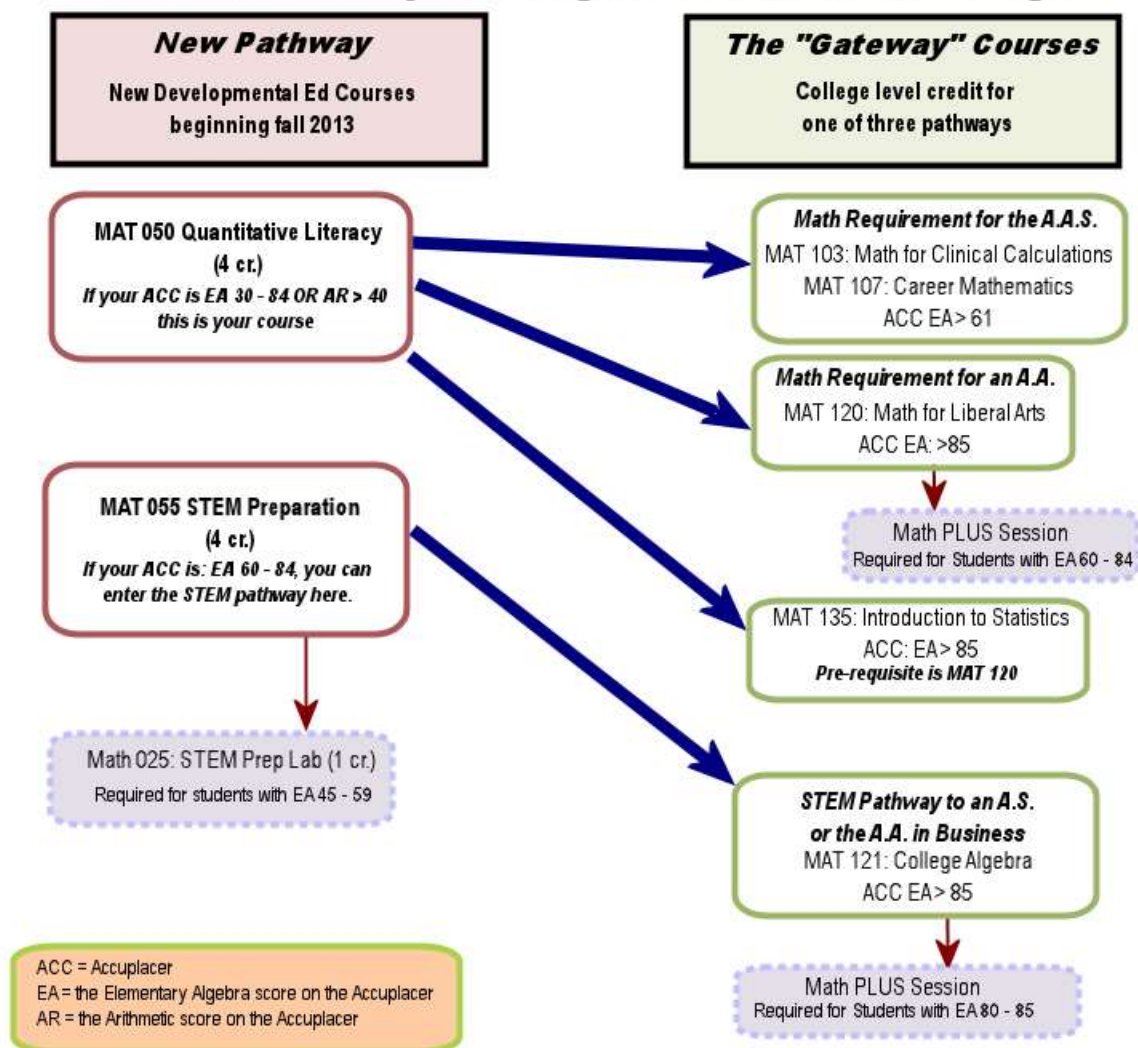 New Pathway
New Developmental Ed Courses
beginning fall 2013
The "Gateway" Courses
College level credit for
one of three pathways
MAT 050 Quantitative Literacy
(4 cr.)
If your ACC is EA 30 - 84 OR AR > 40
this is your course
MAT 055 STEM Preparation
(4 cr.)
If your ACC is: EA 60 - 84, you can
enter the STEM pathway here.
Math 025: STEM Prep Lab (1 cr.)
Required for students with EA 45 - 59
Math Requirement for the A.A.S.
MAT 103: Math for Clinical Calculations
MAT 107: Career Mathematics
ACC EA> 61
Math Requirement for an A.A.
MAT 120: Math for Liberal Arts
ACC EA: >85
Math PLUS Session
Required for Students with EA 60 - 84
MAT 135: Introduction to Statistics
ACC: EA> 85
Pre-requisite is MAT 120
STEM Pathway to an A.S.
or the A.A. in Business
MAT 121: College Algebra
ACC EA> 85
Math PLUS Session
Required for Students with EA 80 - 85
ACC = Accuplacer
EA = the Elementary Algebra score on the Accuplacer
AR = the Arithmetic score on the Accuplacer